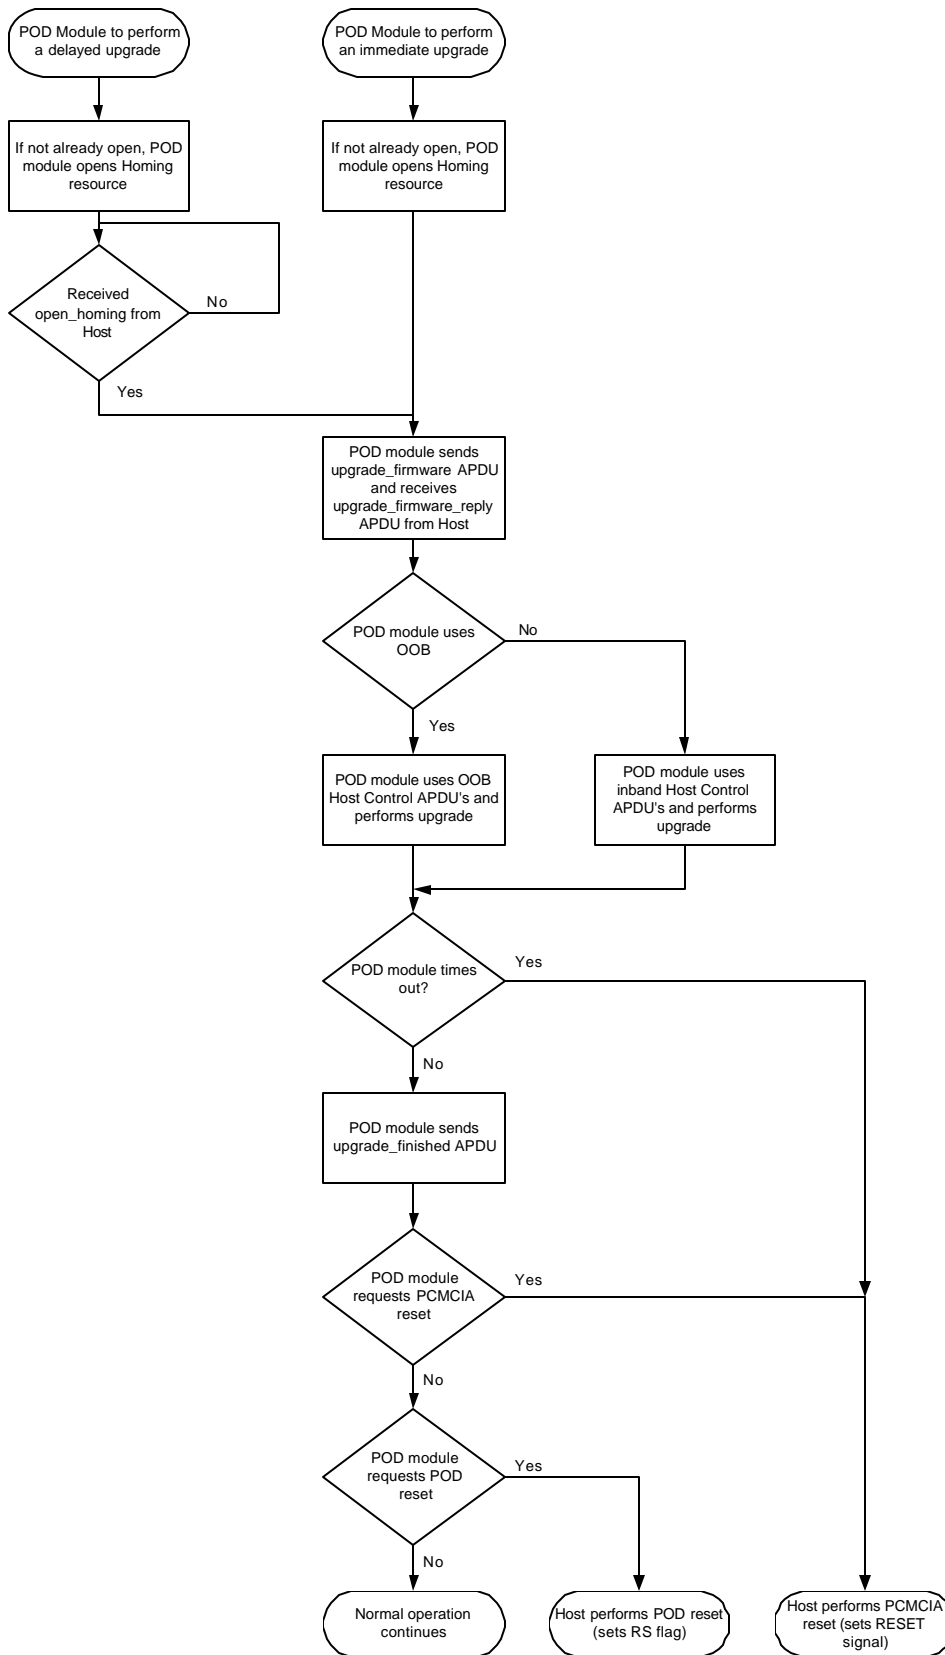 POD Module to perform
a delayed upgrade
POD Module to perform
an immediate upgrade
If not already open, POD
module opens Homing
resource
If not already open, POD
module opens Homing
resource
Received
open_homing from
Host
No
Yes
POD module sends
upgrade_firmware APDU
and receives
upgrade_firmware_reply
APDU from Host
POD module uses
OOB
No
Yes
POD module uses OOB
Host Control APDU's and
performs upgrade
POD module uses
inband Host Control
APDU's and performs
upgrade
POD module times
out?
Yes
No
POD module sends
upgrade_finished APDU
POD module
requests PCMCIA
reset
Yes
No
POD module
requests POD
reset
Yes
No
Normal operation
continues
Host performs POD reset
(sets RS flag)
Host performs PCMCIA
reset (sets RESET
signal)